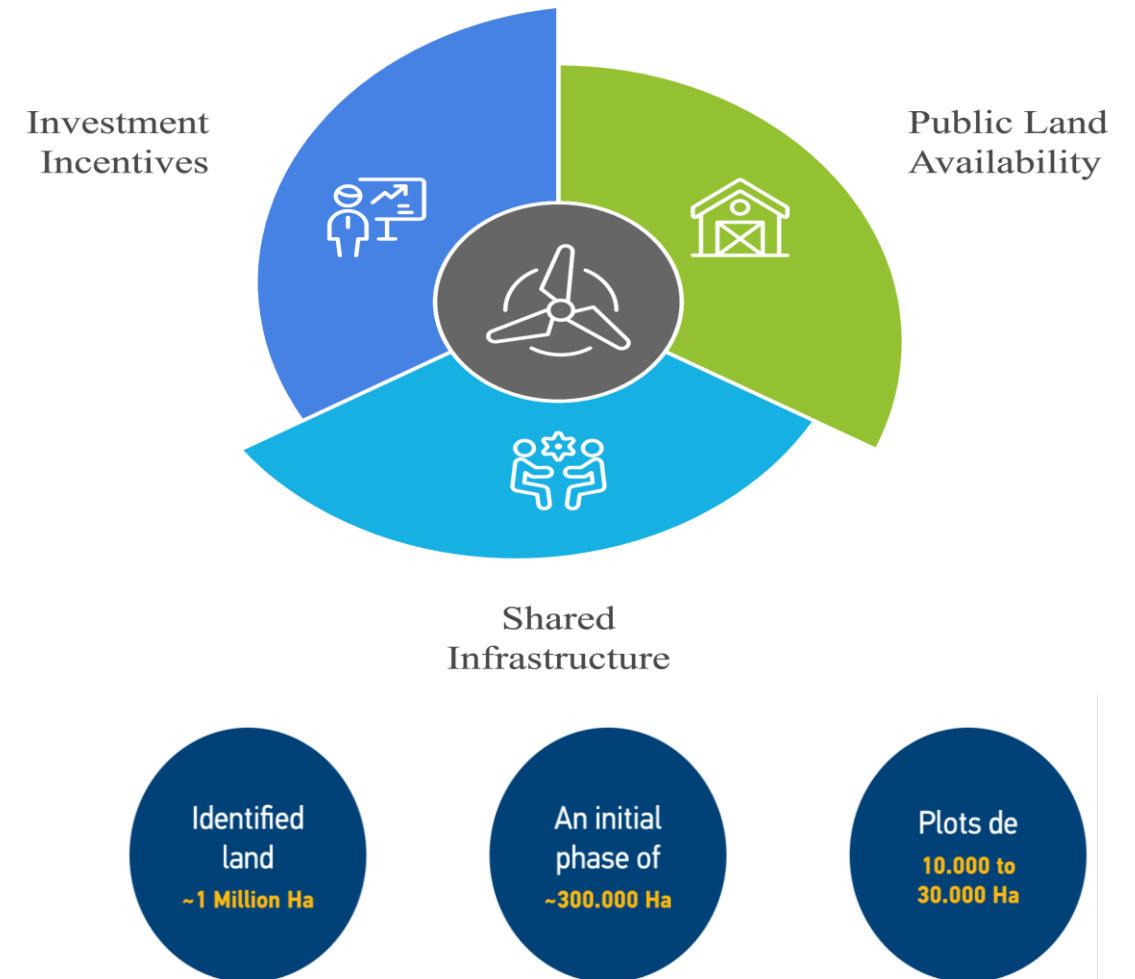 Investment
Incentives
Public Land
Availability
Shared
Infrastructure
Identified
land
~1 Million Ha
An initial
phase of
~300.000 Ha
Plots de
10.000 to
30.000 Ha